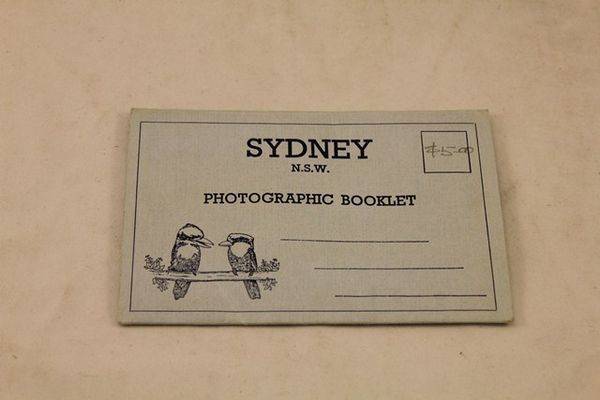 SYDNEY
N.S.W.
PHOTOGRAPHIC BOOKLET
$15.00